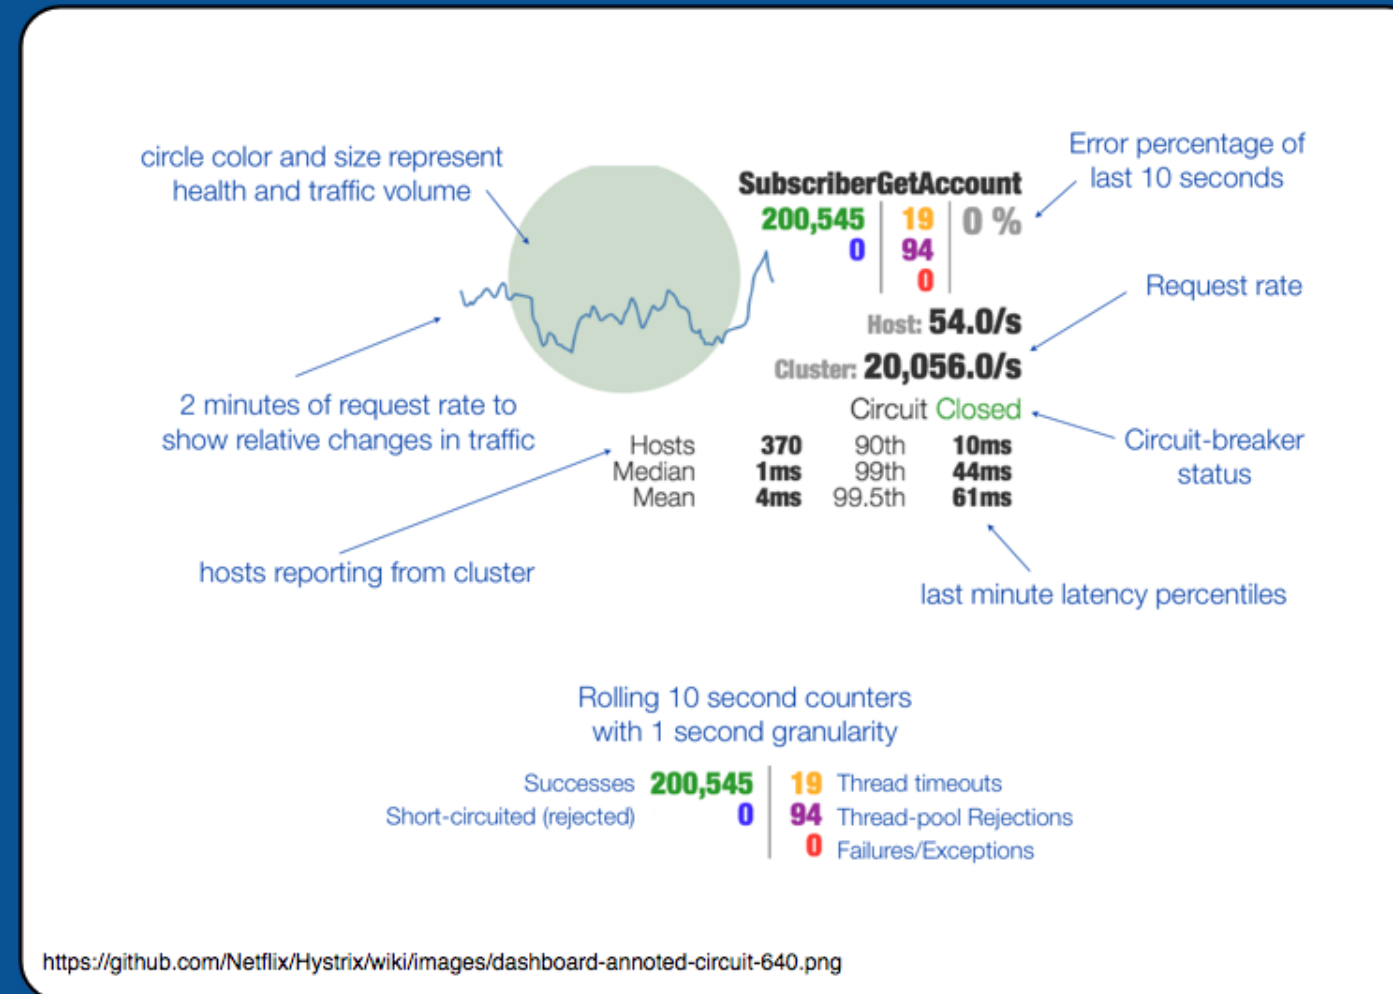 circle color and size represent
health and traffic volume
SubscriberGetAccount
200,545 19 0 %
0 94
0
Error percentage of
last 10 seconds
Host: 54.0/s
Request rate
Cluster: 20,056.0/s
Circuit Closed
Circuit-breaker
status
2 minutes of request rate to
show relative changes in traffic
Hosts 370 90th 10ms
Median 1ms 99th 44ms
Mean 4ms 99.5th 61ms
hosts reporting from cluster
last minute latency percentiles
Rolling 10 second counters
with 1 second granularity
Successes 200,545 19 Thread timeouts
Short-circuited (rejected) 0 94 Thread-pool Rejections
0 Failures/Exceptions
https://github.com/Netflix/Hystrix/wiki/images/dashboard-annoted-circuit-640.png